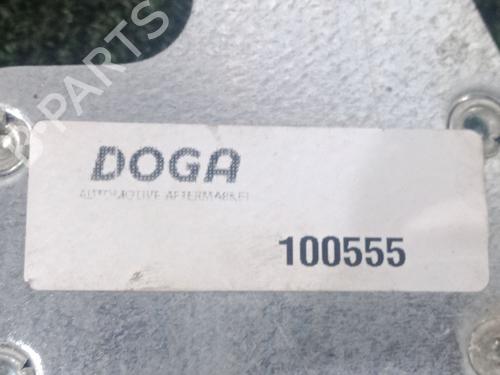 DOGA
AUTOMOTIVE AFTERMARKET
100555
B-PARTS